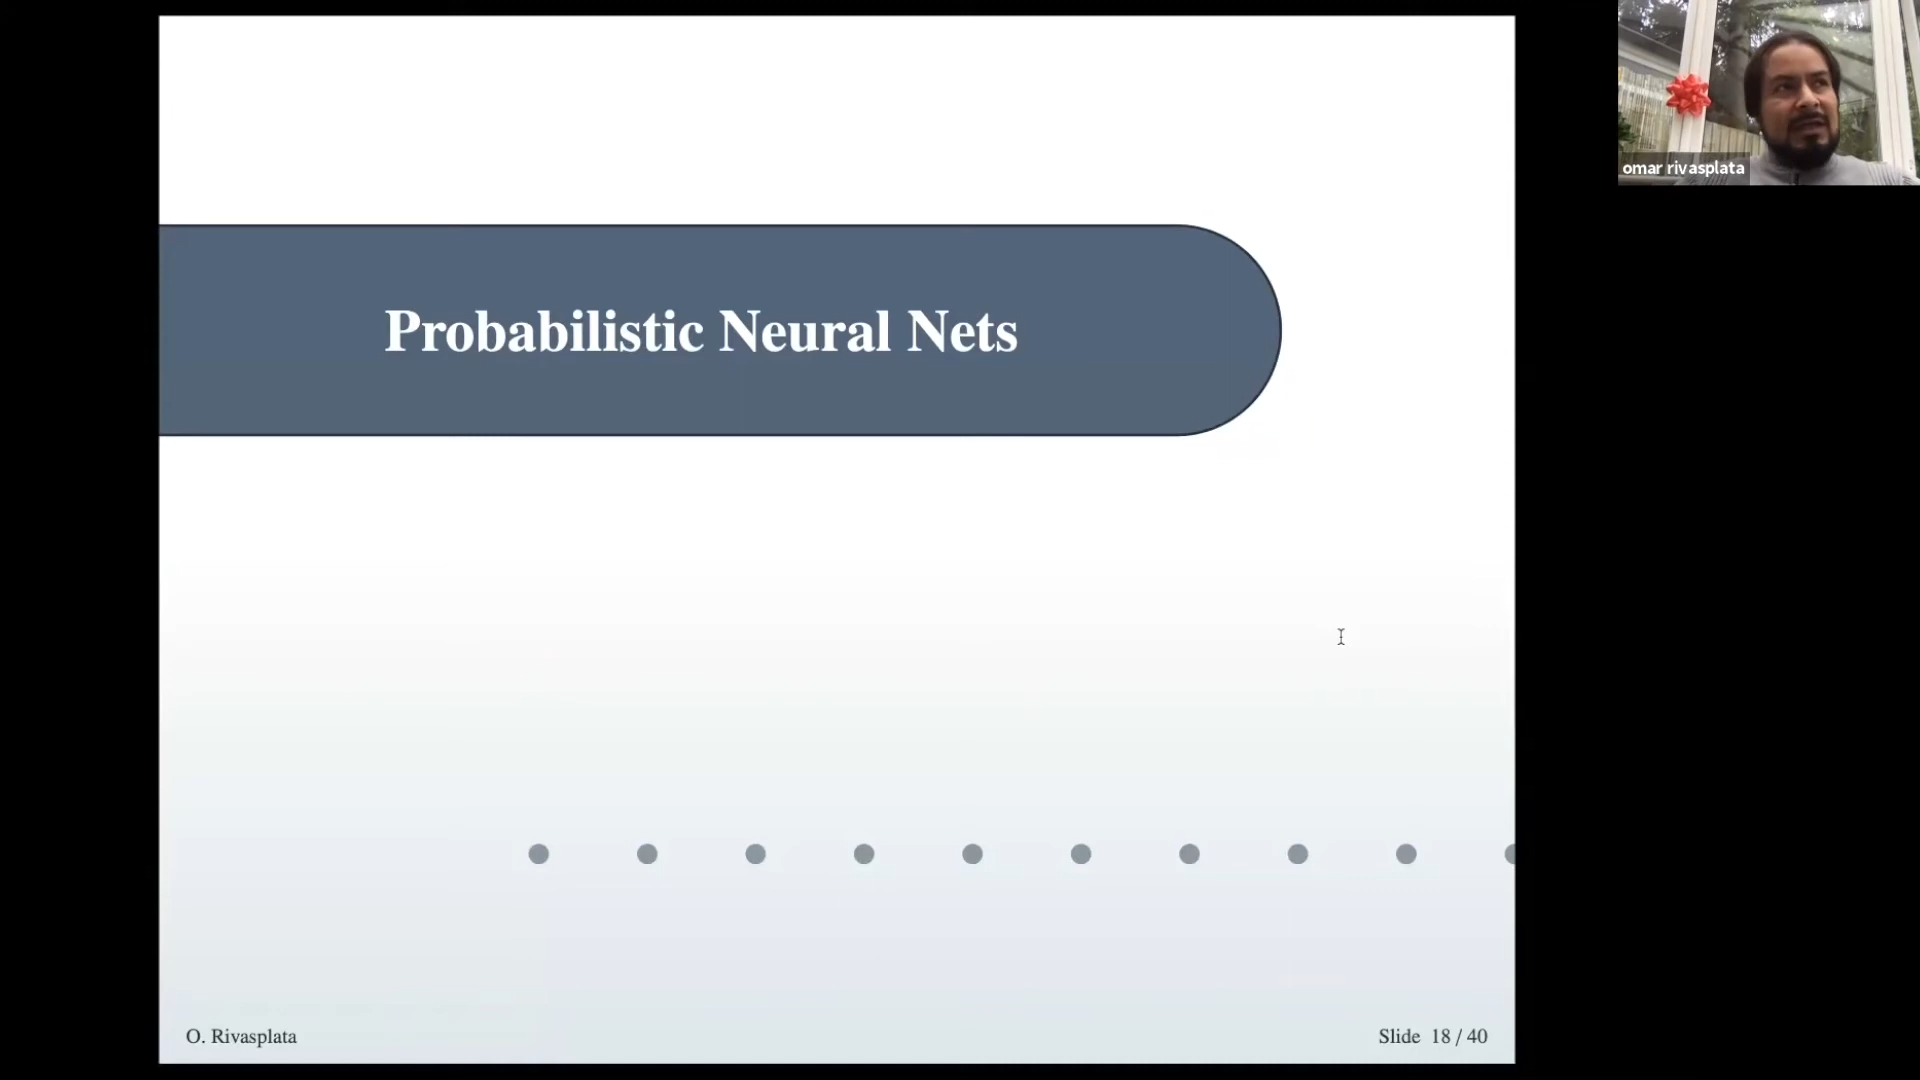 omar rivasplata
Probabilistic Neural Nets
O. Rivasplata
Slide 18 / 40